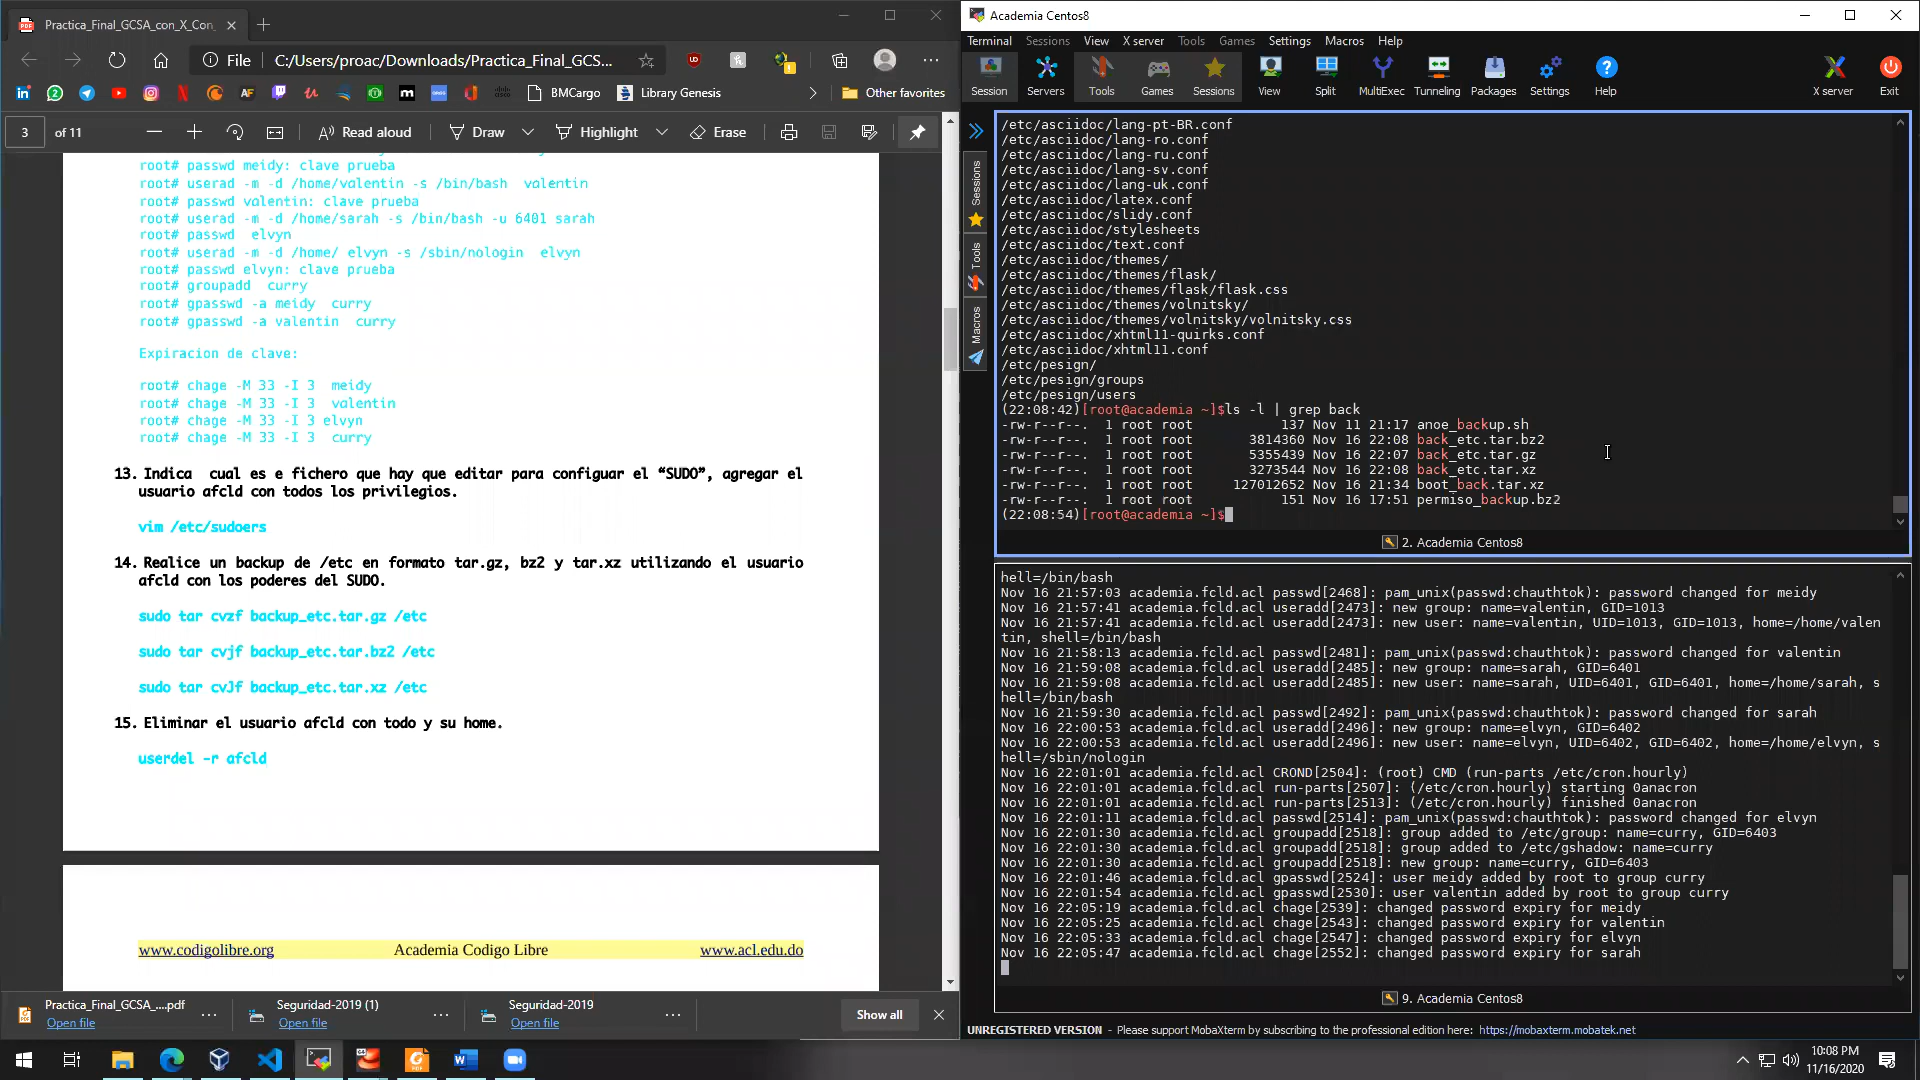 Practica_Final_GCSA_con_X_Con_
File
C:/Users/proac/Downloads/Practica_Final_GCS...
BMCargo
Library Genesis
Other favorites
3
of 11
Read aloud
Draw
Highlight
Erase
root# passwd meidy: clave prueba
root# userad -m -d /home/valentin -s /bin/bash  valentin
root# passwd valentin: clave prueba
root# userad -m -d /home/sarah -s /bin/bash -u 6401 sarah
root# passwd  elvyn
root# userad -m -d /home/ elvyn -s /sbin/nologin  elvyn
root# passwd elvyn: clave prueba
root# groupadd  curry
root# gpasswd -a meidy  curry
root# gpasswd -a valentin  curry
Expiracion de clave:
root# chage -M 33 -I 3  meidy
root# chage -M 33 -I 3  valentin
root# chage -M 33 -I 3 elvyn
root# chage -M 33 -I 3  curry
13. Indica  cual es e fichero que hay que editar para configuar el “SUDO”, agregar el
usuario afcld con todos los privilegios.
vim /etc/sudoers
14. Realice un backup de /etc en formato tar.gz, bz2 y tar.xz utilizando el usuario
afcld con los poderes del SUDO.
sudo tar cvzf backup_etc.tar.gz /etc
sudo tar cvjf backup_etc.tar.bz2 /etc
sudo tar cvJf backup_etc.tar.xz /etc
15. Eliminar el usuario afcld con todo y su home.
userdel -r afcld
www.codigolibre.org
Academia Codigo Libre
www.acl.edu.do
Practica_Final_GCSA_....pdf
Open file
Seguridad-2019 (1)
Open file
Seguridad-2019
Open file
Show all
Academia Centos8
Terminal
Sessions
View
X server
Tools
Games
Settings
Macros
Help
Session
Servers
Tools
Games
Sessions
View
Split
MultiExec
Tunneling
Packages
Settings
Help
X server
Exit
Sessions
Tools
Macros
/etc/asciidoc/lang-pt-BR.conf
/etc/asciidoc/lang-ro.conf
/etc/asciidoc/lang-ru.conf
/etc/asciidoc/lang-sv.conf
/etc/asciidoc/lang-uk.conf
/etc/asciidoc/latex.conf
/etc/asciidoc/slidy.conf
/etc/asciidoc/stylesheets
/etc/asciidoc/text.conf
/etc/asciidoc/themes/
/etc/asciidoc/themes/flask/
/etc/asciidoc/themes/flask/flask.css
/etc/asciidoc/themes/volnitsky/
/etc/asciidoc/themes/volnitsky/volnitsky.css
/etc/asciidoc/xhtml11-quirks.conf
/etc/asciidoc/xhtml11.conf
/etc/pesign/
/etc/pesign/groups
/etc/pesign/users
(22:08:42)[root@academia ~]$ls -l | grep back
-rw-r--r--.  1 root root           137 Nov 11 21:17 anoe_backup.sh
-rw-r--r--.  1 root root       3814360 Nov 16 22:08 back_etc.tar.bz2
-rw-r--r--.  1 root root       5355439 Nov 16 22:07 back_etc.tar.gz
-rw-r--r--.  1 root root       3273544 Nov 16 22:08 back_etc.tar.xz
-rw-r--r--.  1 root root     127012652 Nov 16 21:34 boot_back.tar.xz
-rw-r--r--.  1 root root           151 Nov 16 17:51 permiso_backup.bz2
(22:08:54)[root@academia ~]$
2. Academia Centos8
hell=/bin/bash
Nov 16 21:57:03 academia.fcld.acl passwd[2468]: pam_unix(passwd:chauthtok): password changed for meidy
Nov 16 21:57:41 academia.fcld.acl useradd[2473]: new group: name=valentin, GID=1013
Nov 16 21:57:41 academia.fcld.acl useradd[2473]: new user: name=valentin, UID=1013, GID=1013, home=/home/valen
tin, shell=/bin/bash
Nov 16 21:58:13 academia.fcld.acl passwd[2481]: pam_unix(passwd:chauthtok): password changed for valentin
Nov 16 21:59:08 academia.fcld.acl useradd[2485]: new group: name=sarah, GID=6401
Nov 16 21:59:08 academia.fcld.acl useradd[2485]: new user: name=sarah, UID=6401, GID=6401, home=/home/sarah, s
hell=/bin/bash
Nov 16 21:59:30 academia.fcld.acl passwd[2492]: pam_unix(passwd:chauthtok): password changed for sarah
Nov 16 22:00:53 academia.fcld.acl useradd[2496]: new group: name=elvyn, GID=6402
Nov 16 22:00:53 academia.fcld.acl useradd[2496]: new user: name=elvyn, UID=6402, GID=6402, home=/home/elvyn, s
hell=/sbin/nologin
Nov 16 22:01:01 academia.fcld.acl CROND[2504]: (root) CMD (run-parts /etc/cron.hourly)
Nov 16 22:01:01 academia.fcld.acl run-parts[2507]: (/etc/cron.hourly) starting 0anacron
Nov 16 22:01:01 academia.fcld.acl run-parts[2513]: (/etc/cron.hourly) finished 0anacron
Nov 16 22:01:11 academia.fcld.acl passwd[2514]: pam_unix(passwd:chauthtok): password changed for elvyn
Nov 16 22:01:30 academia.fcld.acl groupadd[2518]: group added to /etc/group: name=curry, GID=6403
Nov 16 22:01:30 academia.fcld.acl groupadd[2518]: group added to /etc/gshadow: name=curry
Nov 16 22:01:30 academia.fcld.acl groupadd[2518]: new group: name=curry, GID=6403
Nov 16 22:01:46 academia.fcld.acl gpasswd[2524]: user meidy added by root to group curry
Nov 16 22:01:54 academia.fcld.acl gpasswd[2530]: user valentin added by root to group curry
Nov 16 22:05:19 academia.fcld.acl chage[2539]: changed password expiry for meidy
Nov 16 22:05:25 academia.fcld.acl chage[2543]: changed password expiry for valentin
Nov 16 22:05:33 academia.fcld.acl chage[2547]: changed password expiry for elvyn
Nov 16 22:05:47 academia.fcld.acl chage[2552]: changed password expiry for sarah
9. Academia Centos8
UNREGISTERED VERSION - Please support MobaXterm by subscribing to the professional edition here: https://mobaxterm.mobatek.net
10:08 PM
11/16/2020